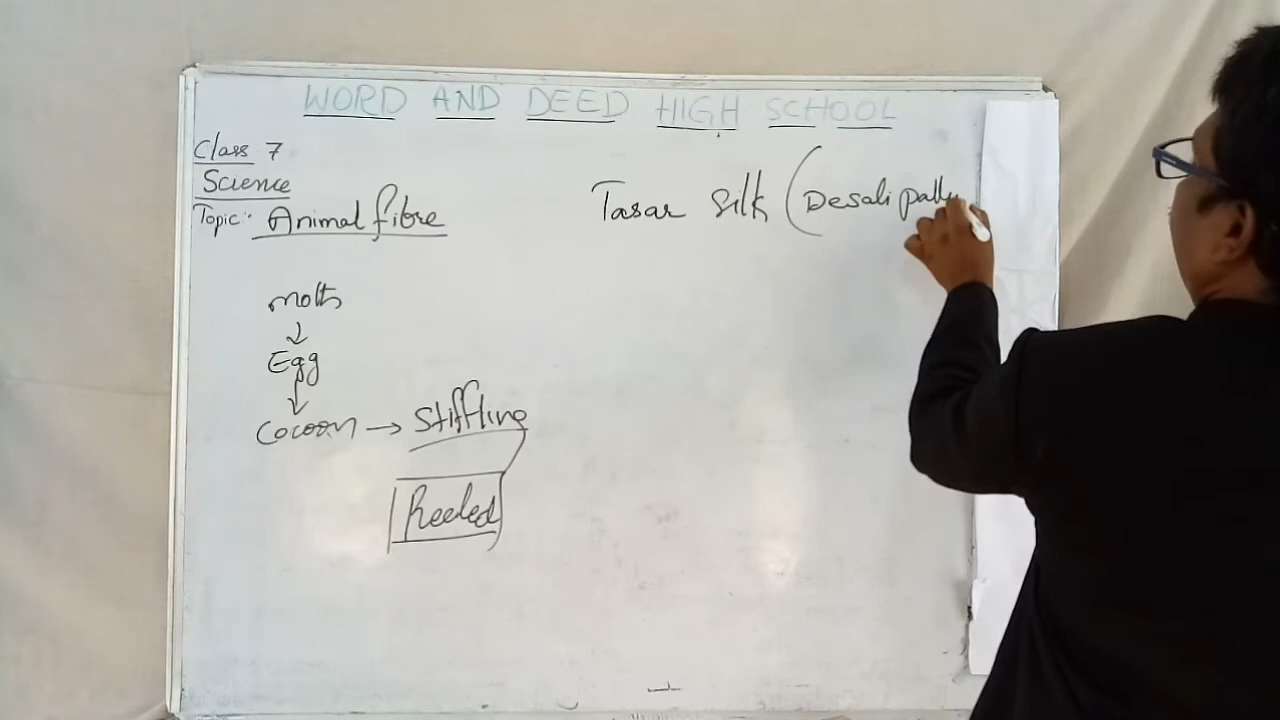 WORD AND DEED HIGH SCHOOL
Class 7
Science
Topic:- Animal fibre
Tasar Silk (Desali
moth
Egg
Cocoon → Stiffling
Reeled